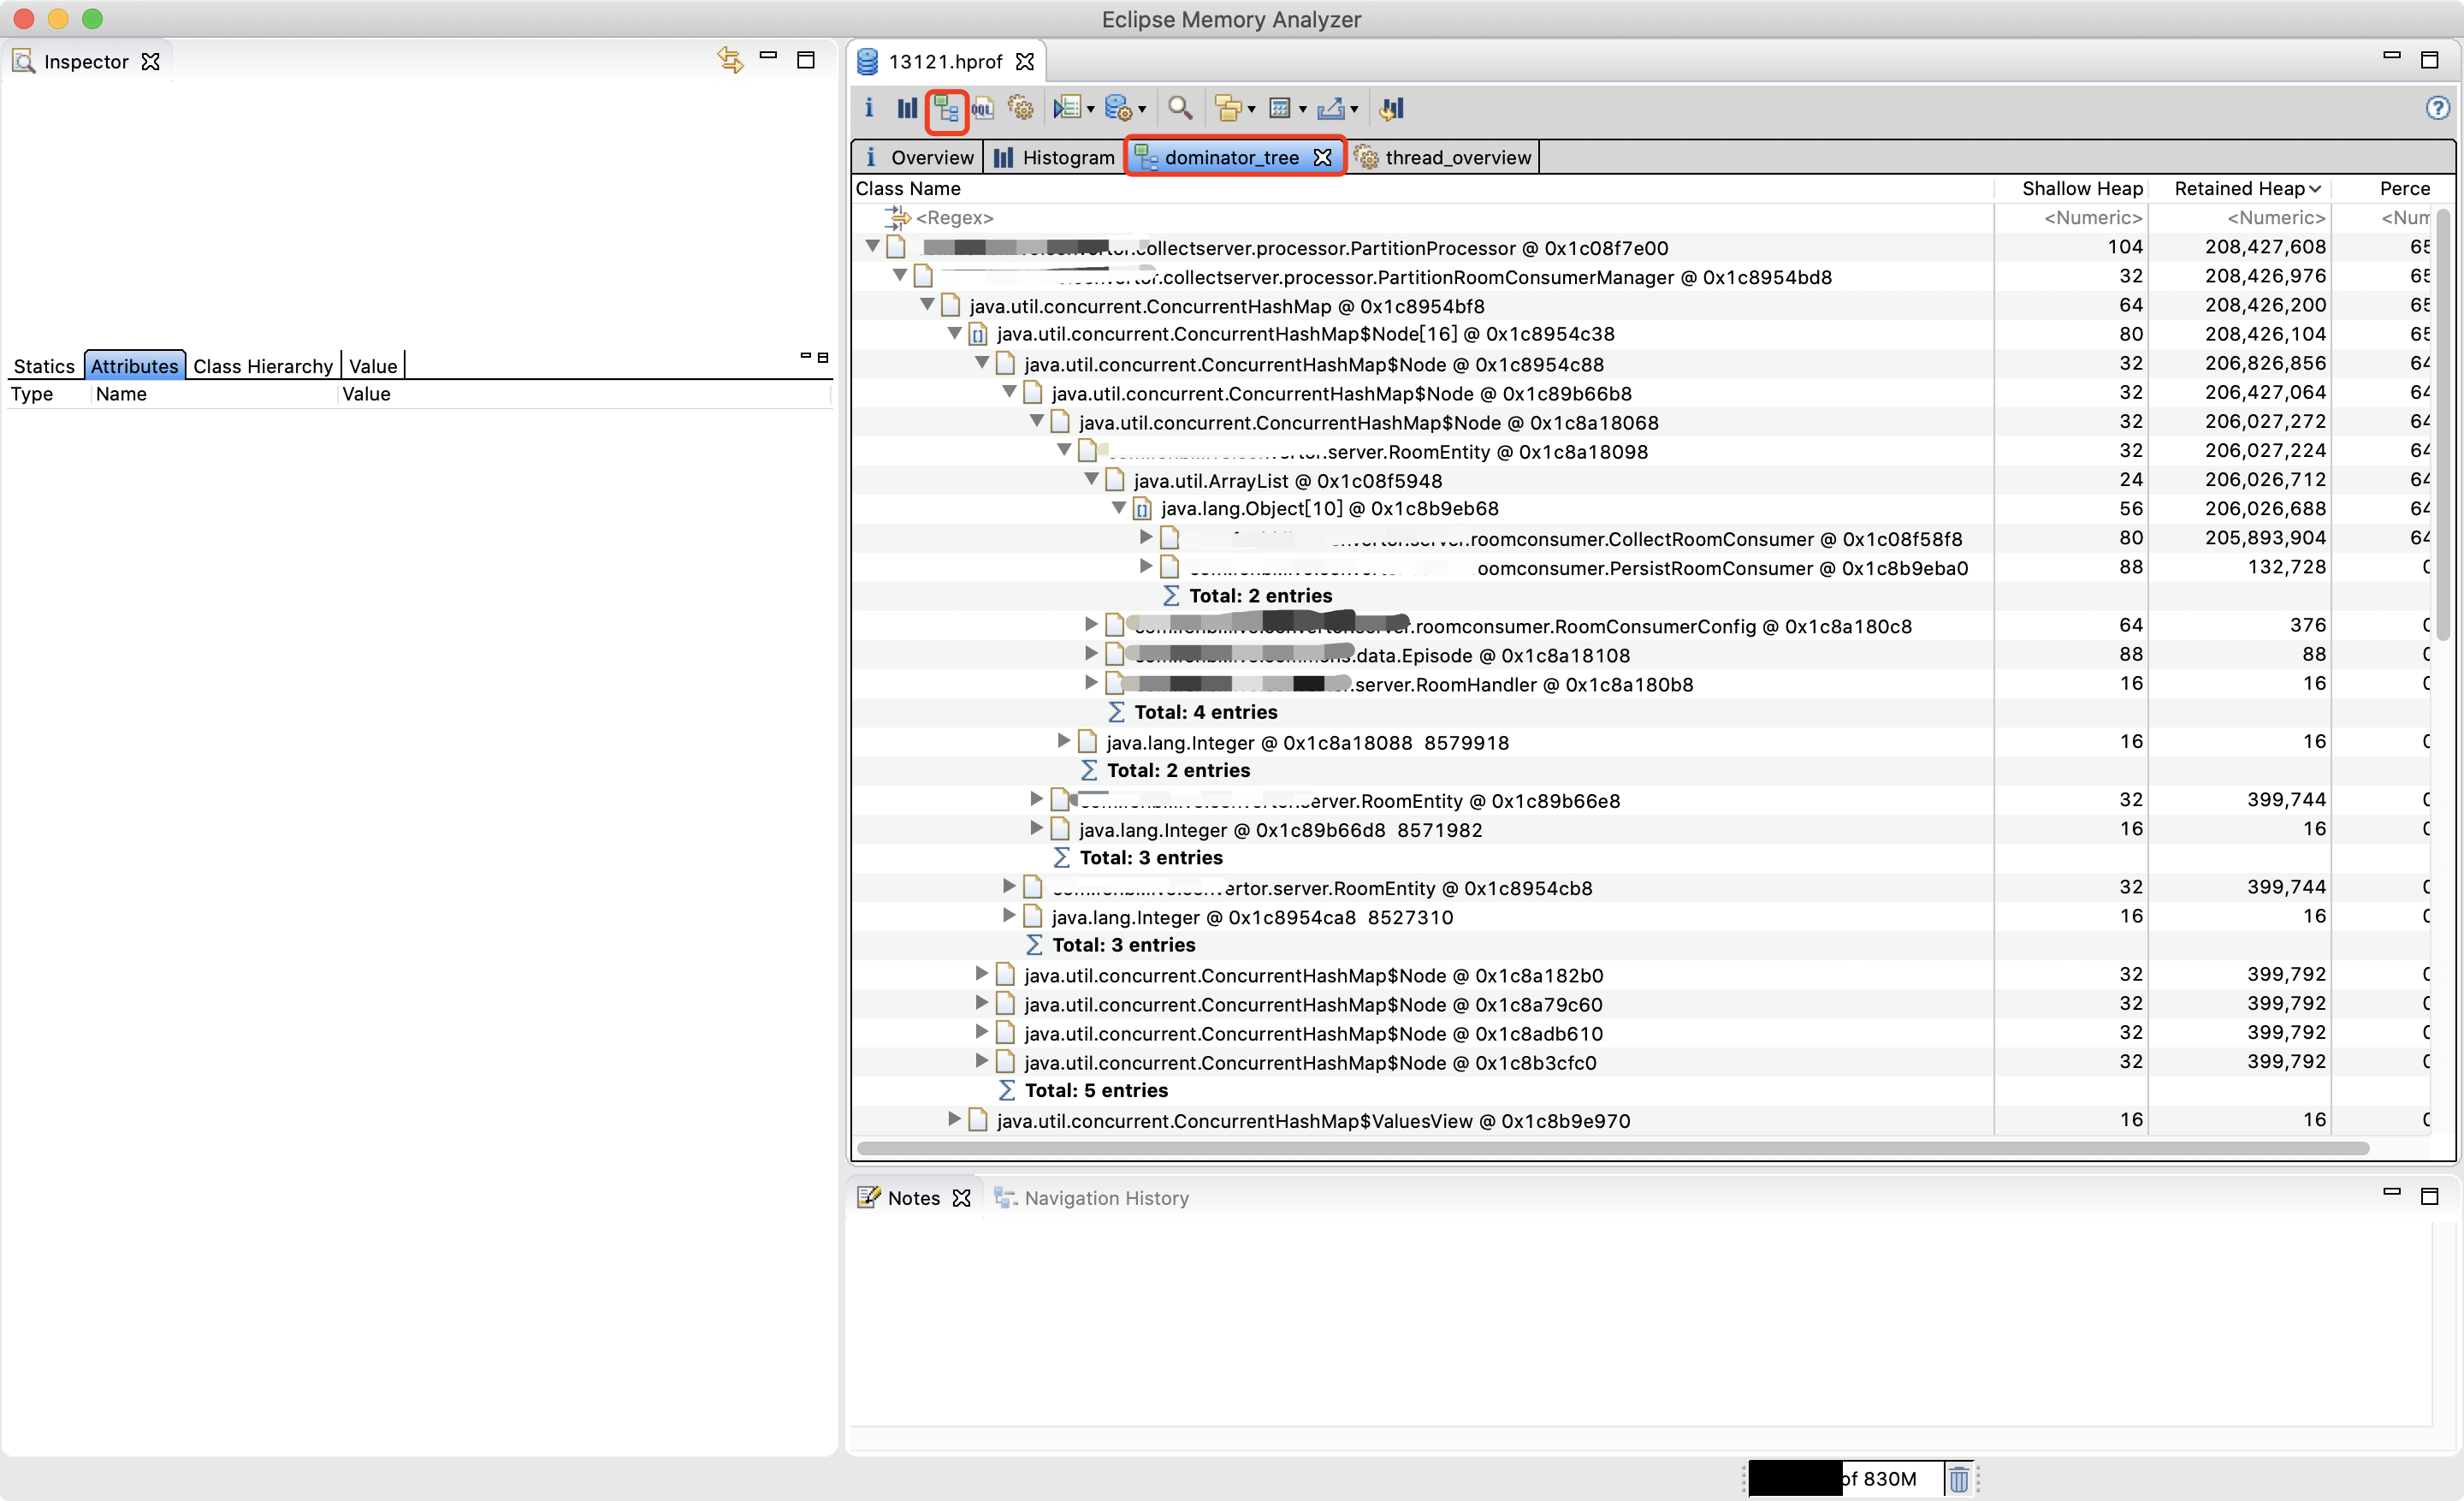 Eclipse Memory Analyzer
Inspector
13121.hprof
Overview Histogram dominator_tree thread_overview
Class Name Shallow Heap Retained Heap Perce
<Regex> <Numeric> <Numeric> <Num
collectserver.processor.PartitionProcessor @ 0x1c08f7e00 104 208,427,608 65
.collectserver.processor.PartitionRoomConsumerManager @ 0x1c8954bd8 32 208,426,976 65
java.util.concurrent.ConcurrentHashMap @ 0x1c8954bf8 64 208,426,200 65
java.util.concurrent.ConcurrentHashMap$Node[16] @ 0x1c8954c38 80 208,426,104 65
java.util.concurrent.ConcurrentHashMap$Node @ 0x1c8954c88 32 206,826,856 64
java.util.concurrent.ConcurrentHashMap$Node @ 0x1c89b66b8 32 206,427,064 64
java.util.concurrent.ConcurrentHashMap$Node @ 0x1c8a18068 32 206,027,272 64
.server.RoomEntity @ 0x1c8a18098 32 206,027,224 64
java.util.ArrayList @ 0x1c08f5948 24 206,026,712 64
java.lang.Object[10] @ 0x1c8b9eb68 56 206,026,688 64
roomconsumer.CollectRoomConsumer @ 0x1c08f58f8 80 205,893,904 64
oomconsumer.PersistRoomConsumer @ 0x1c8b9eba0 88 132,728 0
Total: 2 entries
.roomconsumer.RoomConsumerConfig @ 0x1c8a180c8 64 376 0
.data.Episode @ 0x1c8a18108 88 88 0
.server.RoomHandler @ 0x1c8a180b8 16 16 0
Total: 4 entries
java.lang.Integer @ 0x1c8a18088 8579918 16 16 0
Total: 2 entries
server.RoomEntity @ 0x1c89b66e8 32 399,744 0
java.lang.Integer @ 0x1c89b66d8 8571982 16 16 0
Total: 3 entries
ertor.server.RoomEntity @ 0x1c8954cb8 32 399,744 0
java.lang.Integer @ 0x1c8954ca8 8527310 16 16 0
Total: 3 entries
java.util.concurrent.ConcurrentHashMap$Node @ 0x1c8a182b0 32 399,792 0
java.util.concurrent.ConcurrentHashMap$Node @ 0x1c8a79c60 32 399,792 0
java.util.concurrent.ConcurrentHashMap$Node @ 0x1c8adb610 32 399,792 0
java.util.concurrent.ConcurrentHashMap$Node @ 0x1c8b3cfc0 32 399,792 0
Total: 5 entries
java.util.concurrent.ConcurrentHashMap$ValuesView @ 0x1c8b9e970 16 16 0
Statics Attributes Class Hierarchy Value
Type Name Value
Notes Navigation History
of 830M